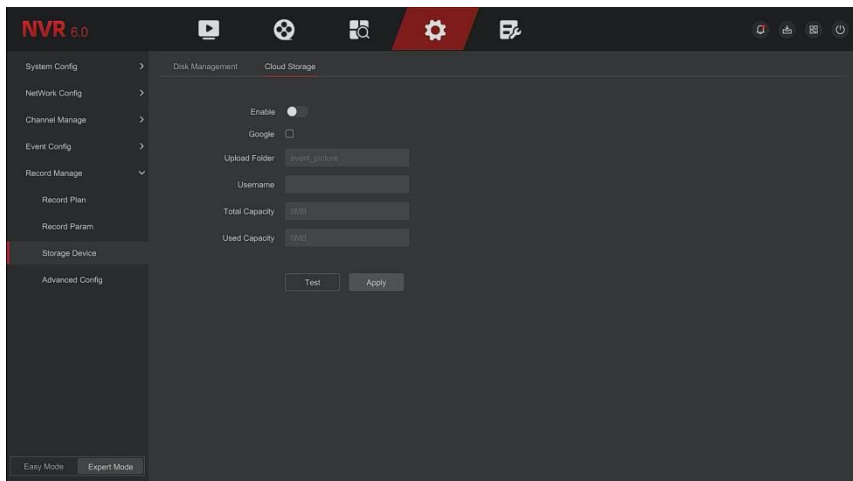 NVR 6.0
System Config
NetWork Config
Channel Manage
Event Config
Record Manage
Record Plan
Record Param
Storage Device
Advanced Config
Easy Mode
Expert Mode
Disk Management
Cloud Storage
Enable
Google
Upload Folder
event_picture
Username
Total Capacity
0MB
Used Capacity
0MB
Test
Apply